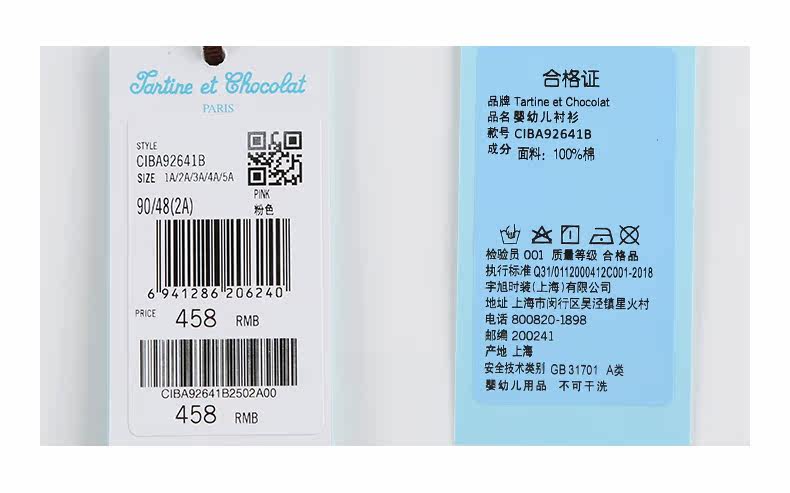 Tartine et Chocolat
PARIS
STYLE
CIBA92641B
SIZE 1A/2A/3A/4A/5A
90/48(2A)
PINK
粉色
6 941286 206240
PRICE 458 RMB
CIBA92641B2502A00
458 RMB
合格证
品牌 Tartine et Chocolat
品名 婴幼儿衬衫
款号 CIBA92641B
成分 面料：100%棉
检验员 001 质量等级 合格品
执行标准 Q31/0112000412C001-2018
字旭时装(上海)有限公司
地址 上海市闵行区吴泾镇星火村
电话 800820-1898
邮编 200241
产地 上海
安全技术类别 GB 31701 A类
婴幼儿用品 不可干洗